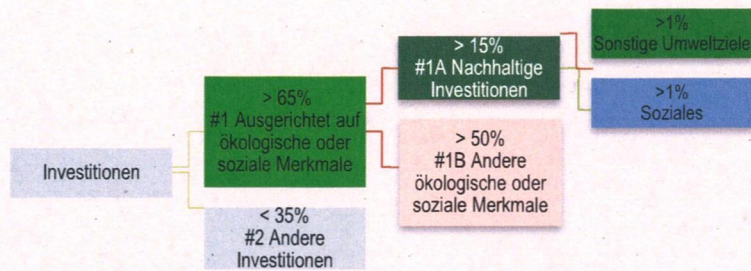 Investitionen
> 65%
#1 Ausgerichtet auf
ökologische oder
soziale Merkmale
< 35%
#2 Andere
Investitionen
> 15%
#1A Nachhaltige
Investitionen
> 50%
#1B Andere
ökologische oder
soziale Merkmale
>1%
Sonstige Umweltziele
>1%
Soziales